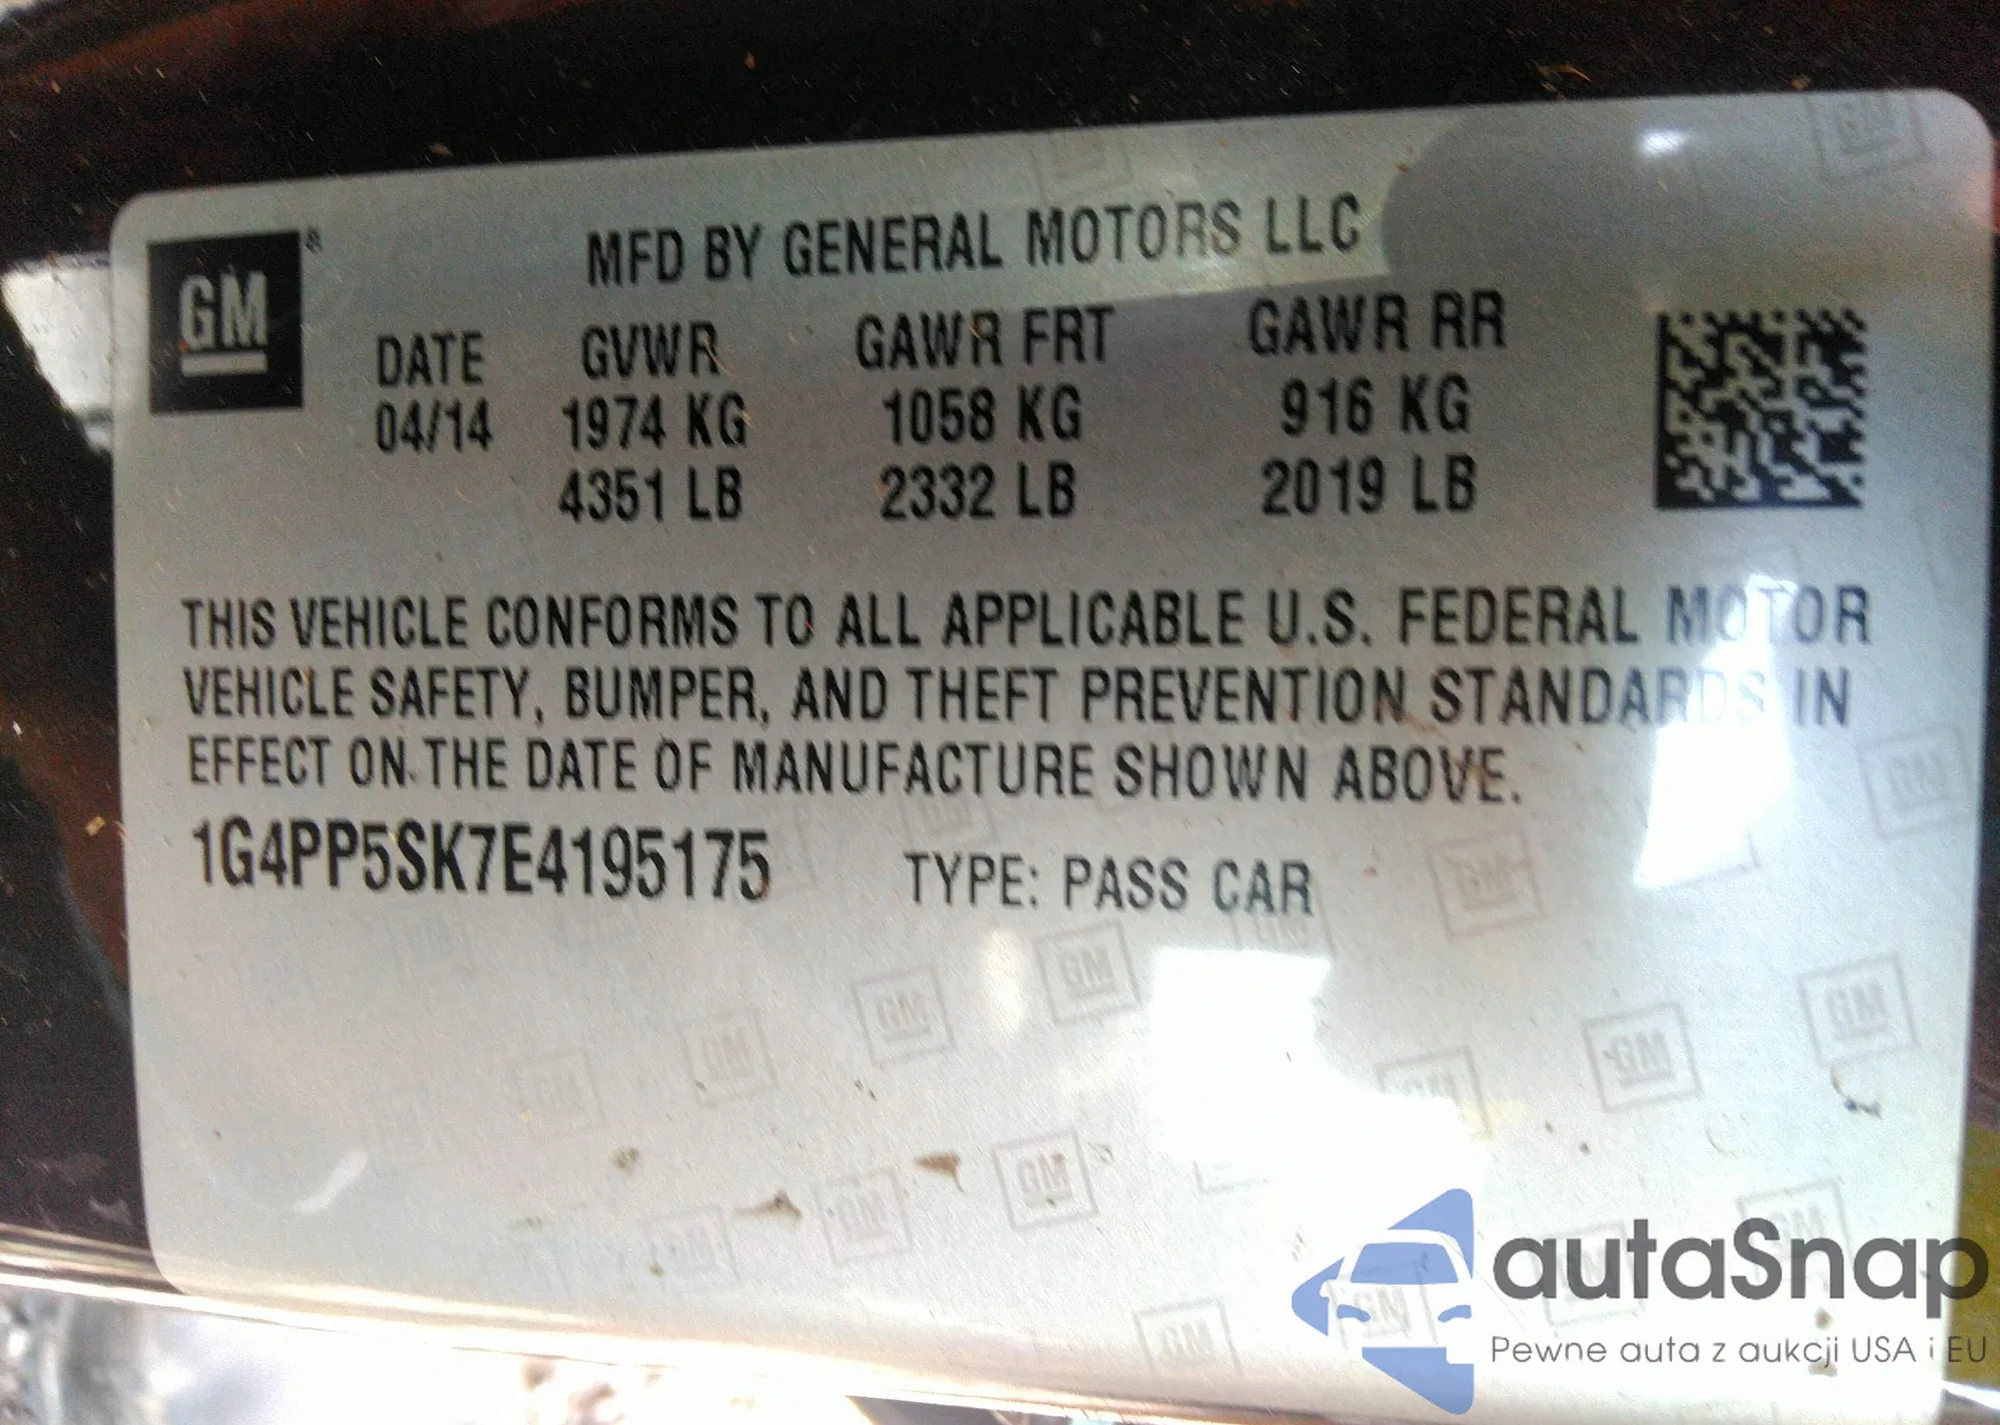 GM®
MFD BY GENERAL MOTORS LLC
DATE GVWR GAWR FRT GAWR RR
04/14 1974 KG 1058 KG 916 KG
4351 LB 2332 LB 2019 LB
THIS VEHICLE CONFORMS TO ALL APPLICABLE U.S. FEDERAL MOTOR
VEHICLE SAFETY, BUMPER, AND THEFT PREVENTION STANDARDS IN
EFFECT ON THE DATE OF MANUFACTURE SHOWN ABOVE.
1G4PP5SK7E4195175 TYPE: PASS CAR
autaSnap
Pewne auta z aukcji USA i EU